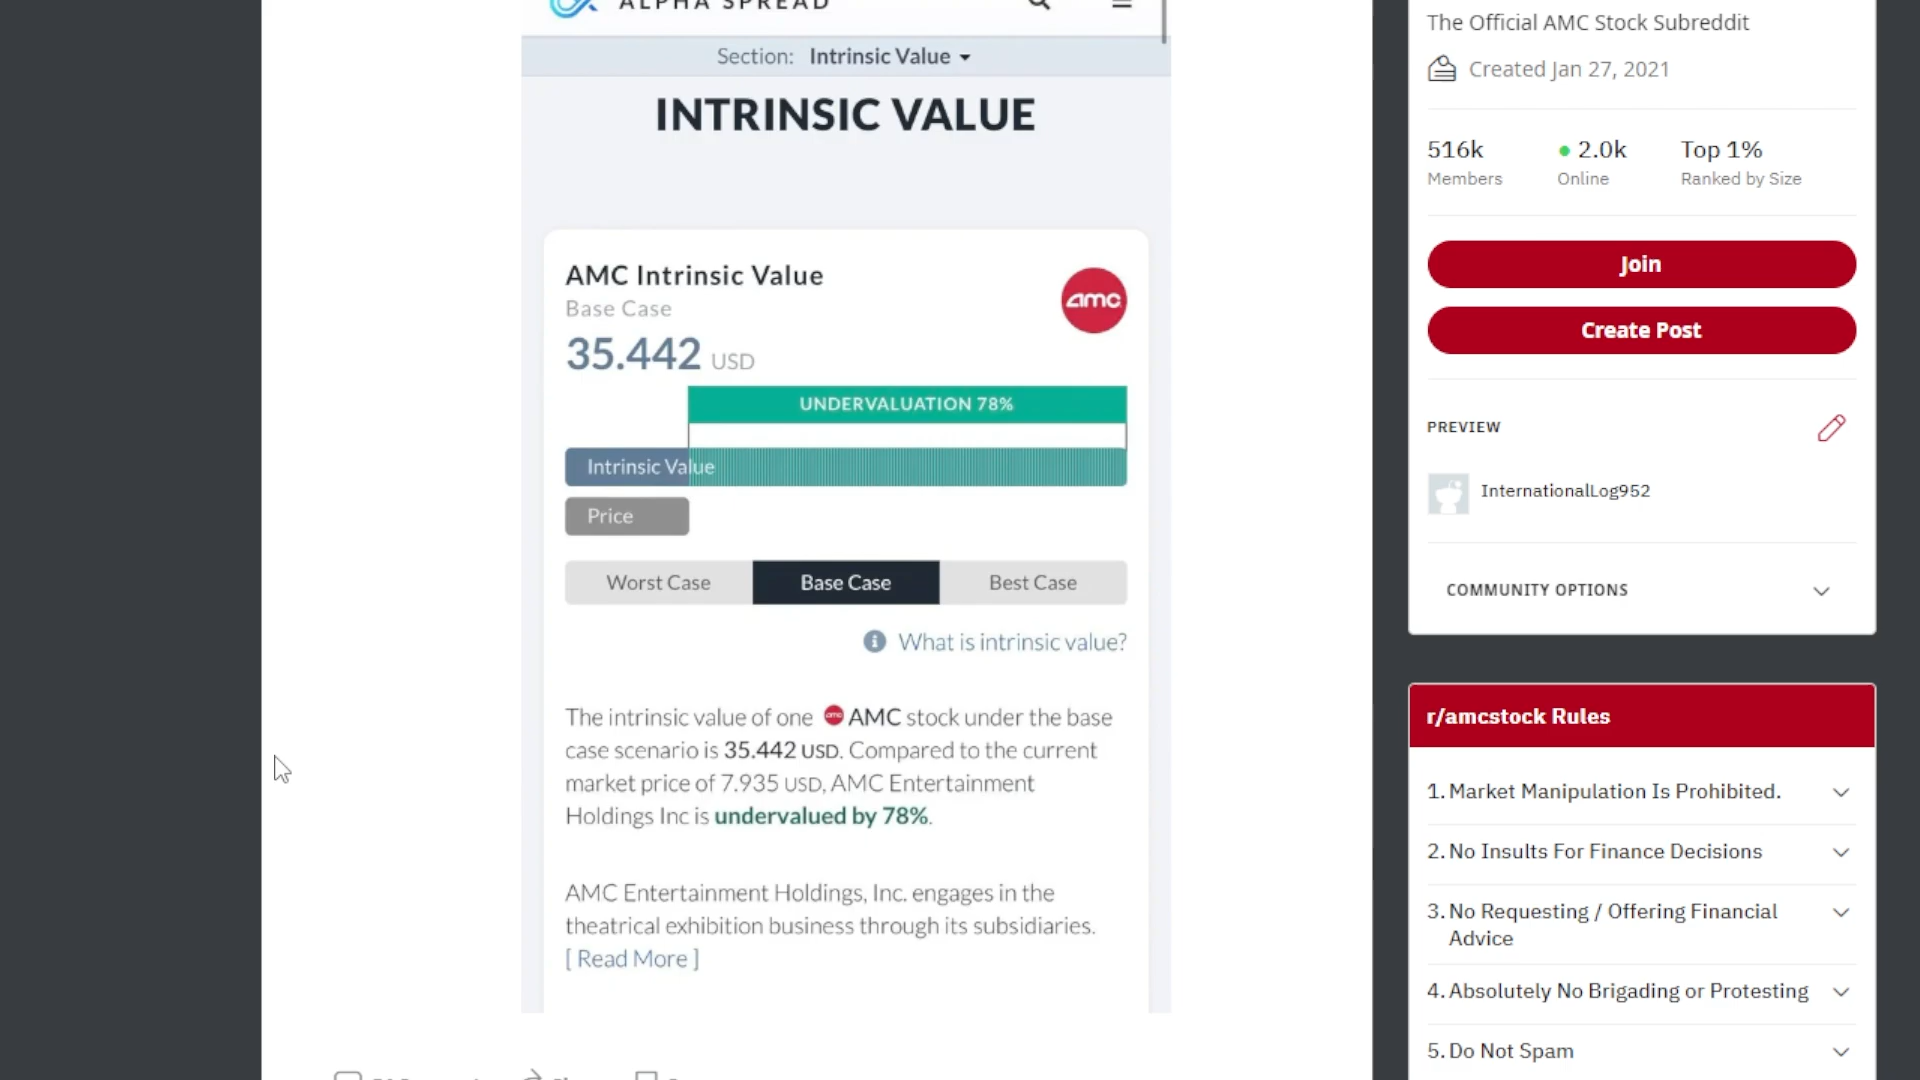 ALPHA SPREAD
Section: Intrinsic Value
INTRINSIC VALUE
AMC Intrinsic Value
Base Case
amc
35.442 USD
UNDERVALUATION 78%
Intrinsic Value
Price
Worst Case
Base Case
Best Case
What is intrinsic value?
The intrinsic value of one AMC stock under the base
case scenario is 35.442 USD. Compared to the current
market price of 7.935 USD, AMC Entertainment
Holdings Inc is undervalued by 78%.
AMC Entertainment Holdings, Inc. engages in the
theatrical exhibition business through its subsidiaries.
[ Read More ]
The Official AMC Stock Subreddit
Created Jan 27, 2021
516k
2.0k
Top 1%
Members
Online
Ranked by Size
Join
Create Post
PREVIEW
InternationalLog952
COMMUNITY OPTIONS
r/amcstock Rules
1. Market Manipulation Is Prohibited.
2. No Insults For Finance Decisions
3. No Requesting / Offering Financial
Advice
4. Absolutely No Brigading or Protesting
5. Do Not Spam